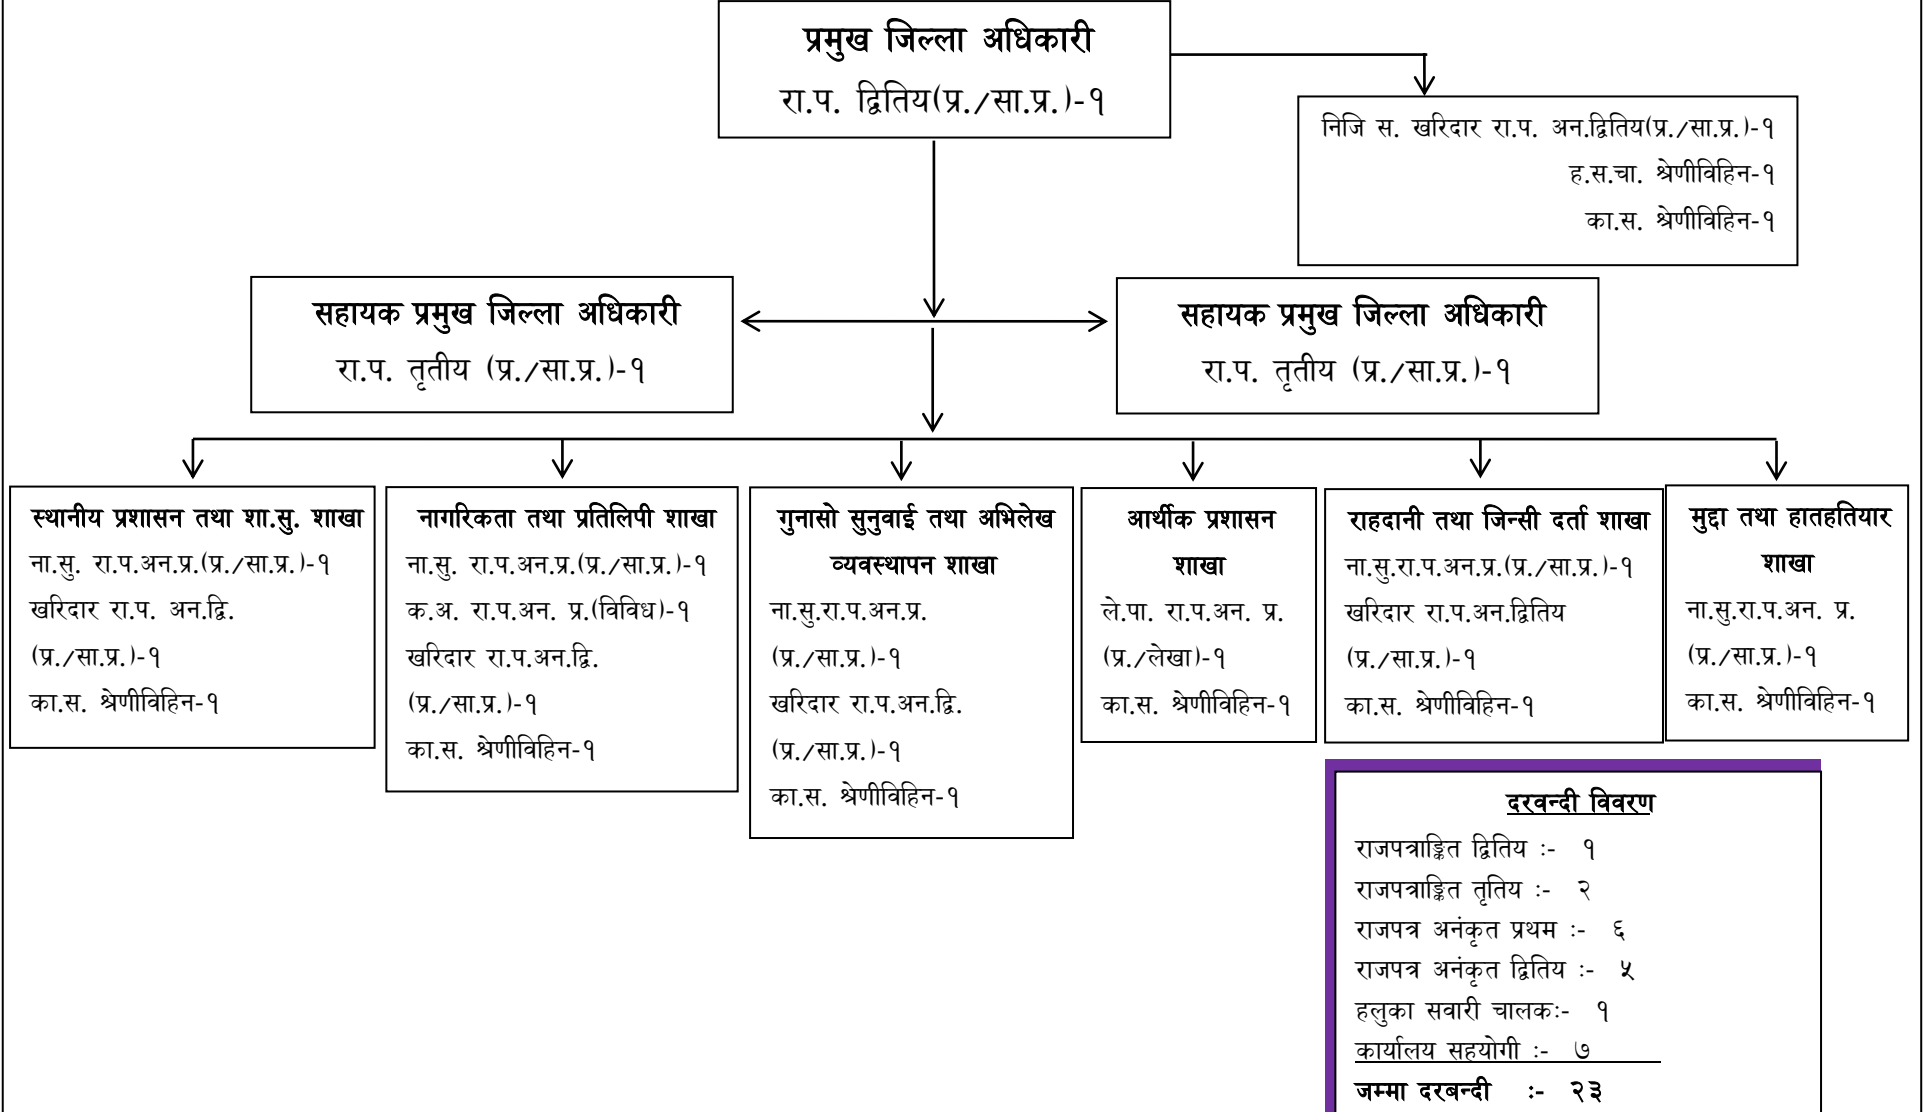 प्रमुख जिल्ला अधिकारी
रा.प. द्वितिय(प्र./सा.प्र.)-१
निजि स. खरिदार रा.प. अन.द्वितिय(प्र./सा.प्र.)-१
ह.स.चा. श्रेणीविहिन-१
का.स. श्रेणीविहिन-१
सहायक प्रमुख जिल्ला अधिकारी
रा.प. तृतीय (प्र./सा.प्र.)-१
सहायक प्रमुख जिल्ला अधिकारी
रा.प. तृतीय (प्र./सा.प्र.)-१
स्थानीय प्रशासन तथा शा.सु. शाखा
ना.सु. रा.प.अन.प्र.(प्र./सा.प्र.)-१
खरिदार रा.प. अन.द्वि.
(प्र./सा.प्र.)-१
का.स. श्रेणीविहिन-१
नागरिकता तथा प्रतिलिपी शाखा
ना.सु. रा.प.अन.प्र.(प्र./सा.प्र.)-१
क.अ. रा.प.अन. प्र.(विविध)-१
खरिदार रा.प.अन.द्वि.
(प्र./सा.प्र.)-१
का.स. श्रेणीविहिन-१
गुनासो सुनुवाई तथा अभिलेख
व्यवस्थापन शाखा
ना.सु.रा.प.अन.प्र.
(प्र./सा.प्र.)-१
खरिदार रा.प.अन.द्वि.
(प्र./सा.प्र.)-१
का.स. श्रेणीविहिन-१
आर्थीक प्रशासन
शाखा
ले.पा. रा.प.अन. प्र.
(प्र./लेखा)-१
का.स. श्रेणीविहिन-१
राहदानी तथा जिन्सी दर्ता शाखा
ना.सु.रा.प.अन.प्र.(प्र./सा.प्र.)-१
खरिदार रा.प.अन.द्वितिय
(प्र./सा.प्र.)-१
का.स. श्रेणीविहिन-१
मुद्दा तथा हातहतियार
शाखा
ना.सु.रा.प.अन. प्र.
(प्र./सा.प्र.)-१
का.स. श्रेणीविहिन-१
दरवन्दी विवरण
राजपत्राङ्कित द्वितिय :- १
राजपत्राङ्कित तृतिय :- २
राजपत्र अनंकृत प्रथम :- ६
राजपत्र अनंकृत द्वितिय :- ५
हलुका सवारी चालक:- १
कार्यालय सहयोगी :- ७
जम्मा दरबन्दी :- २३